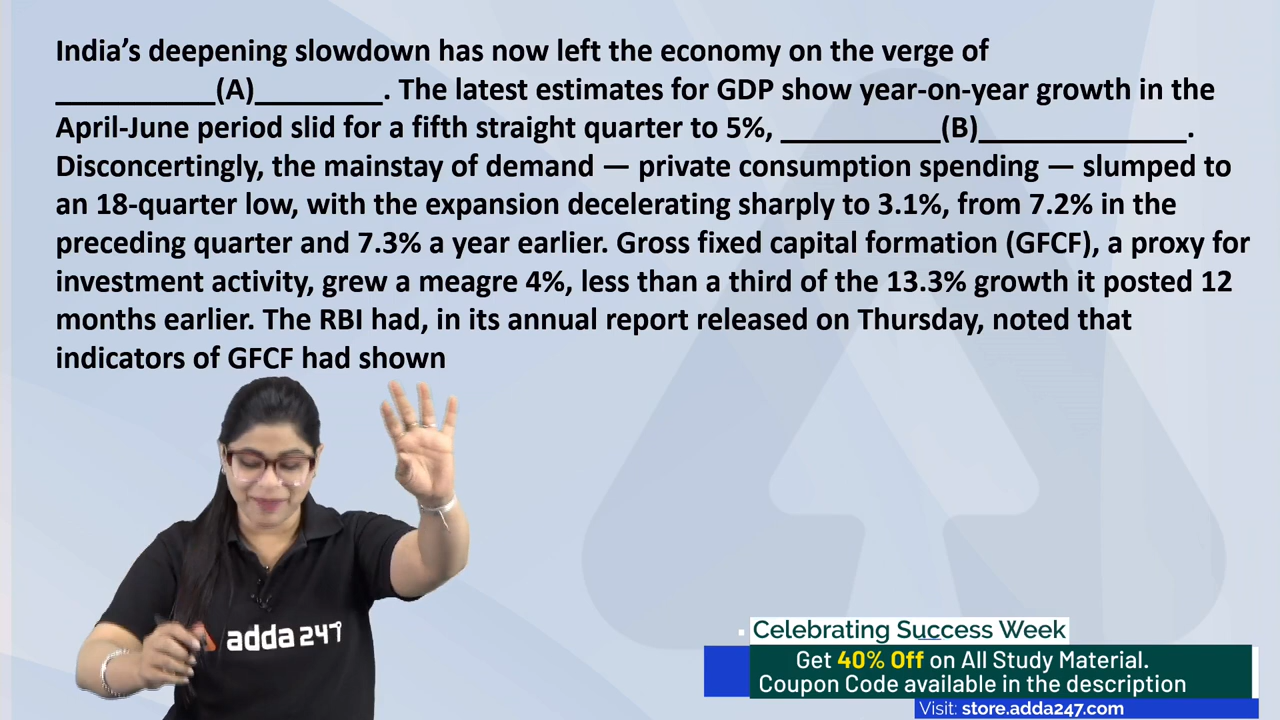 India’s deepening slowdown has now left the economy on the verge of
__________(A)________. The latest estimates for GDP show year-on-year growth in the
April-June period slid for a fifth straight quarter to 5%, __________(B)_____________.
Disconcertingly, the mainstay of demand — private consumption spending — slumped to
an 18-quarter low, with the expansion decelerating sharply to 3.1%, from 7.2% in the
preceding quarter and 7.3% a year earlier. Gross fixed capital formation (GFCF), a proxy for
investment activity, grew a meagre 4%, less than a third of the 13.3% growth it posted 12
months earlier. The RBI had, in its annual report released on Thursday, noted that
indicators of GFCF had shown
adda 247
Celebrating Success Week
Get 40% Off on All Study Material.
Coupon Code available in the description
Visit: store.adda247.com